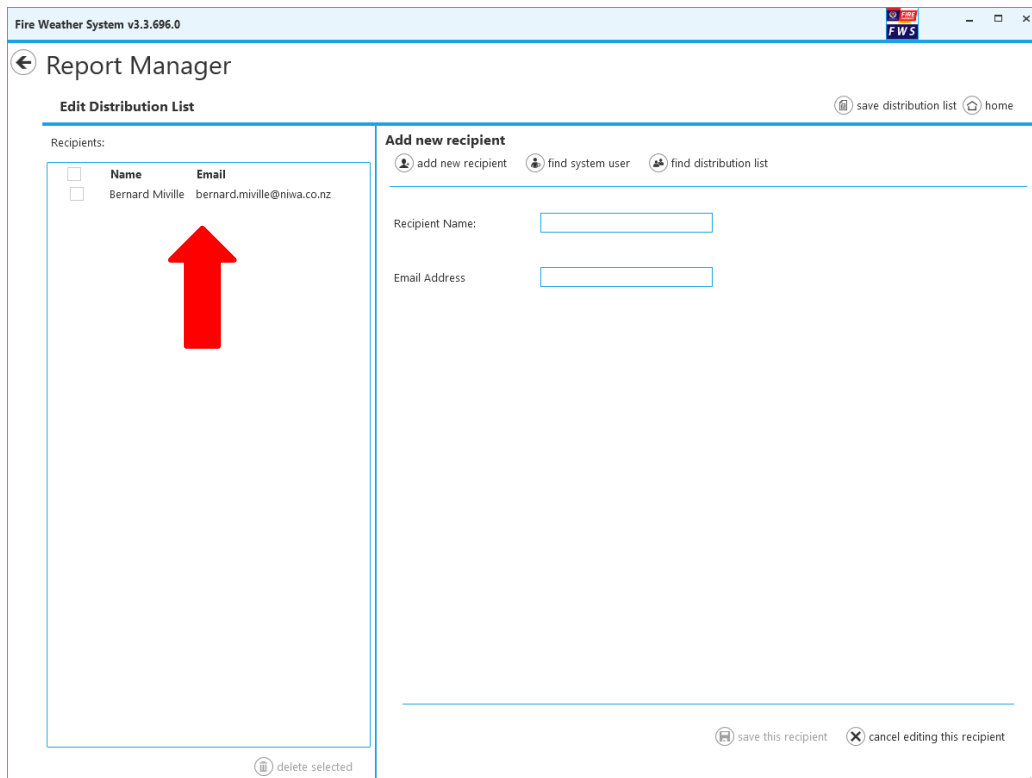 Fire Weather System v3.3.696.0
FIRE
FWS
Report Manager
Edit Distribution List
save distribution list
home
Recipients:
Name Email
Bernard Miville bernard.miville@niwa.co.nz
delete selected
Add new recipient
add new recipient find system user find distribution list
Recipient Name:
Email Address
save this recipient cancel editing this recipient